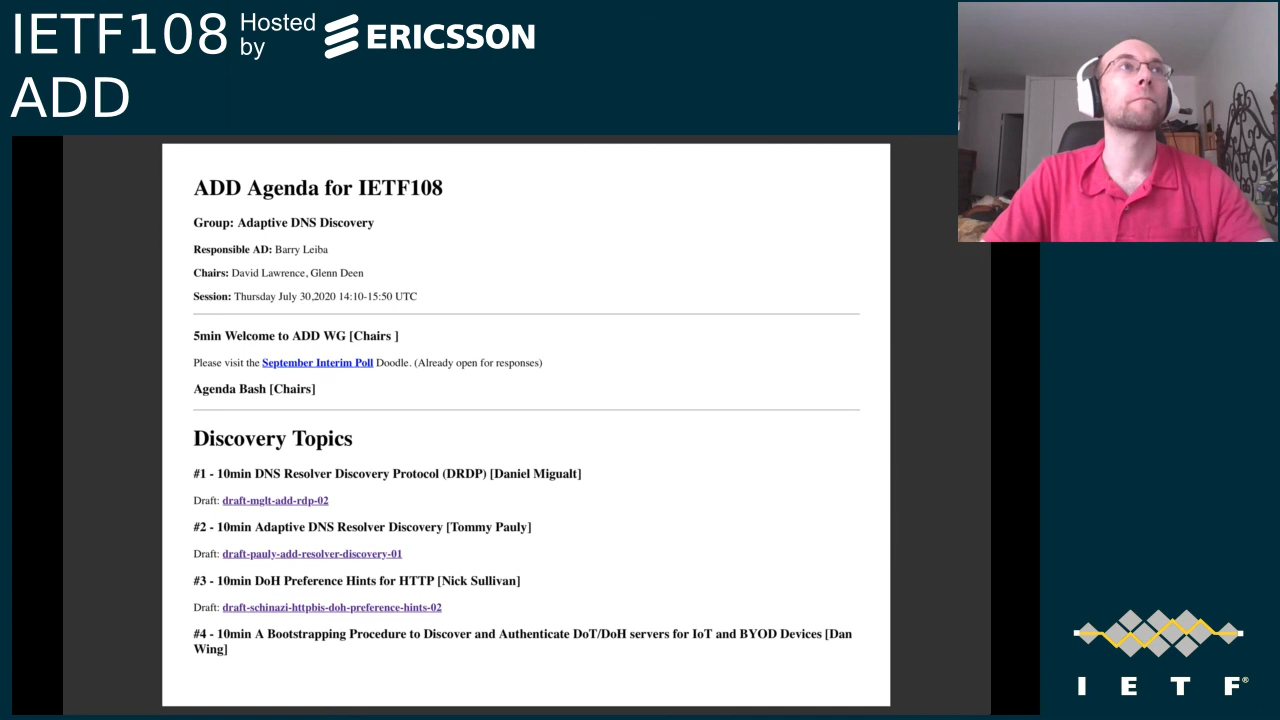 IETF108 Hosted by ERICSSON
ADD
ADD Agenda for IETF108
Group: Adaptive DNS Discovery
Responsible AD: Barry Leiba
Chairs: David Lawrence, Glenn Deen
Session: Thursday July 30,2020 14:10-15:50 UTC
5min Welcome to ADD WG [Chairs ]
Please visit the September Interim Poll Doodle. (Already open for responses)
Agenda Bash [Chairs]
Discovery Topics
#1 - 10min DNS Resolver Discovery Protocol (DRDP) [Daniel Migualt]
Draft: draft-mglt-add-rdp-02
#2 - 10min Adaptive DNS Resolver Discovery [Tommy Pauly]
Draft: draft-pauly-add-resolver-discovery-01
#3 - 10min DoH Preference Hints for HTTP [Nick Sullivan]
Draft: draft-schinazi-httpbis-doh-preference-hints-02
#4 - 10min A Bootstrapping Procedure to Discover and Authenticate DoT/DoH servers for IoT and BYOD Devices [Dan
Wing]
I E T F®